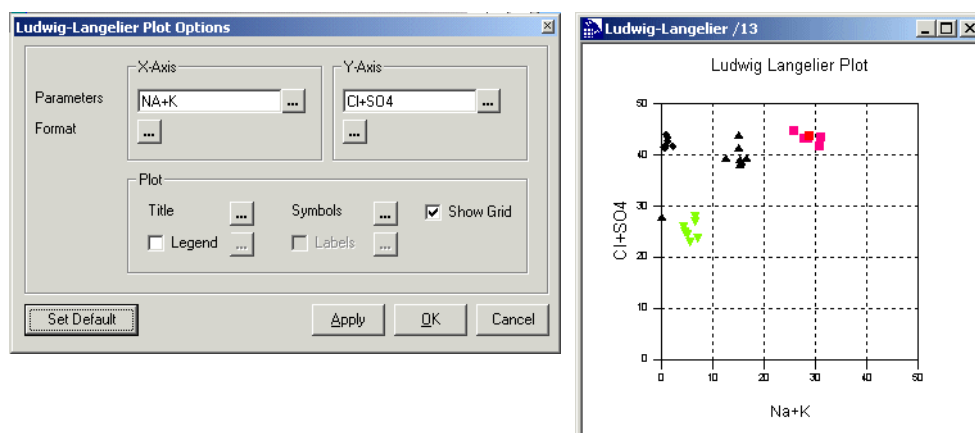 Ludwig-Langelier Plot Options
X-Axis
Y-Axis
Parameters
NA+K
...
Cl+SO4
...
Format
...
...
Plot
Title
...
Symbols
...
Show Grid
Legend
...
Labels
...
Set Default
Apply
OK
Cancel
Ludwig-Langelier /13
Ludwig Langelier Plot
50
40
30
20
10
0
Cl+SO4
0 10 20 30 40 50
Na+K